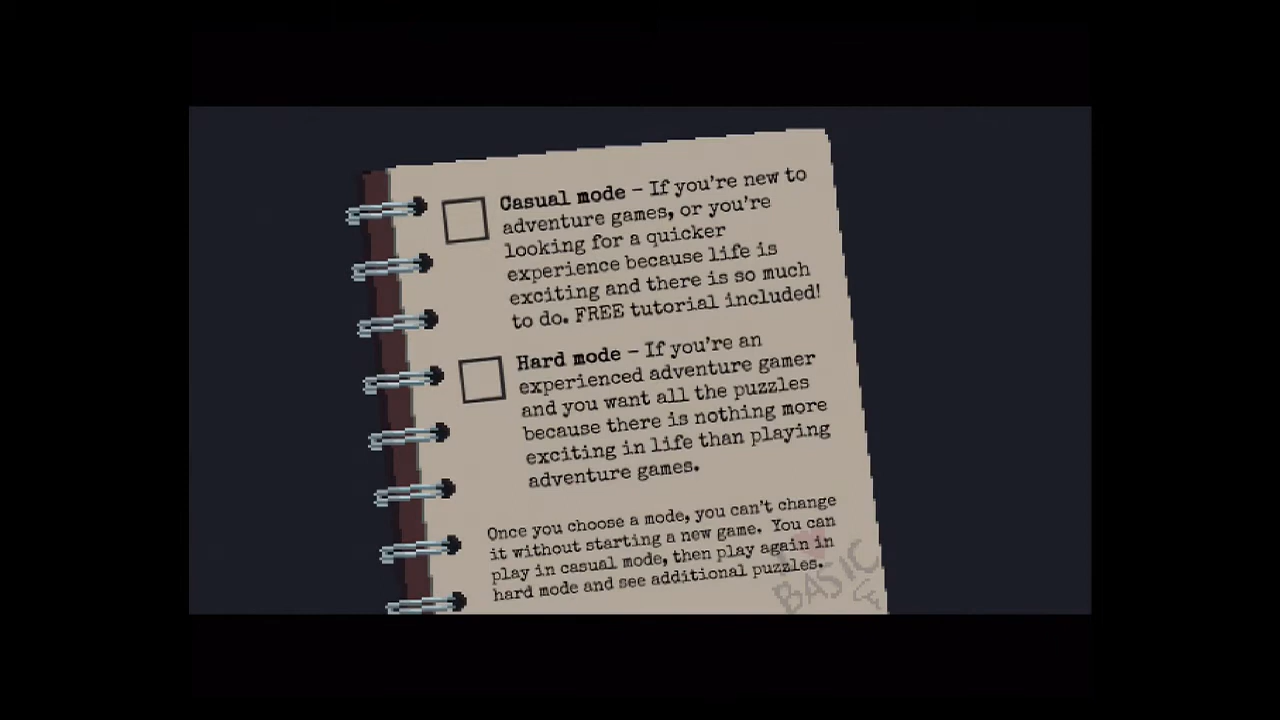 Casual mode – If you're new to
adventure games, or you're
looking for a quicker
experience because life is
exciting and there is so much
to do. FREE tutorial included!
Hard mode – If you're an
experienced adventure gamer
and you want all the puzzles
because there is nothing more
exciting in life than playing
adventure games.
Once you choose a mode, you can't change
it without starting a new game. You can
play in casual mode, then play again in
hard mode and see additional puzzles.
BASIC